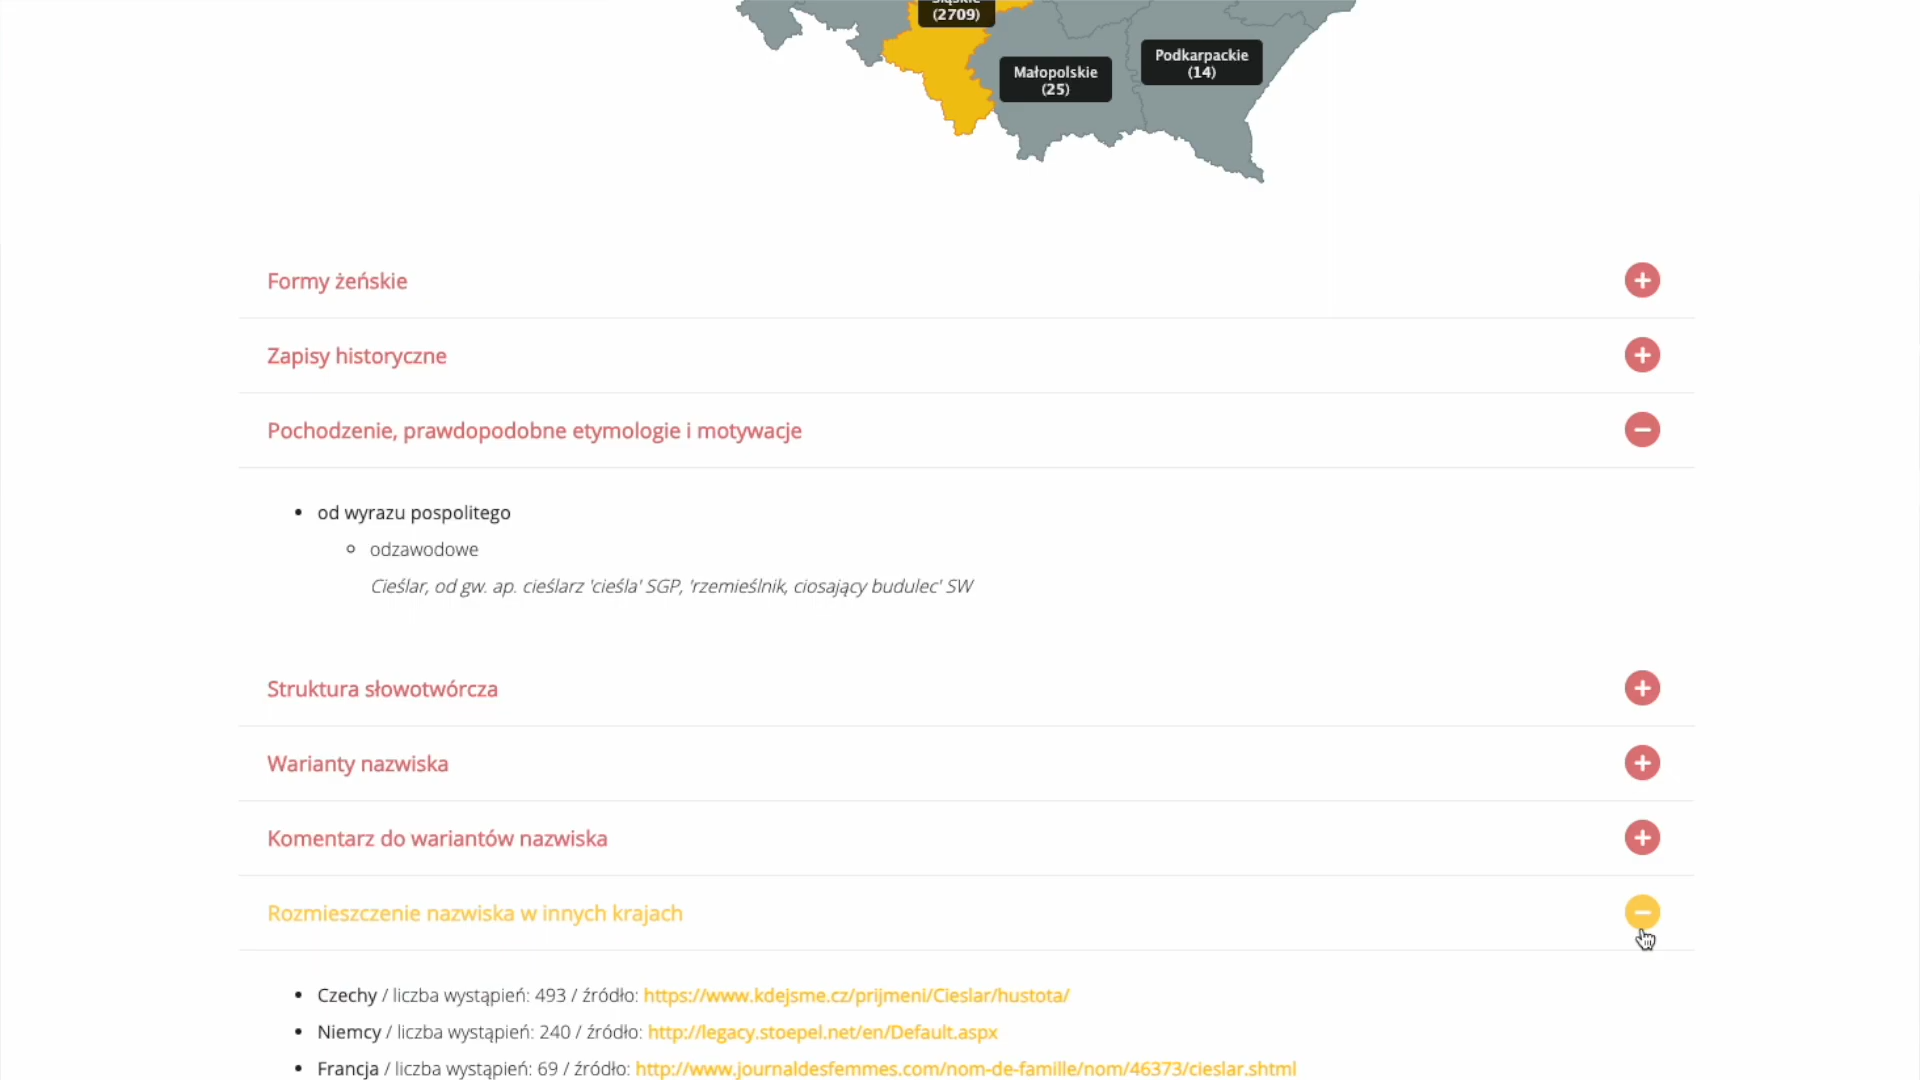 (2709)
Podkarpackie
(14)
Małopolskie
(25)
Formy żeńskie
Zapisy historyczne
Pochodzenie, prawdopodobne etymologie i motywacje
od wyrazu pospolitego
odzawodowe
Cieślar, od gw. ap. cieślarz 'cieśla' SGP, 'rzemieślnik, ciosający budulec' SW
Struktura słowotwórcza
Warianty nazwiska
Komentarz do wariantów nazwiska
Rozmieszczenie nazwiska w innych krajach
Czechy / liczba wystąpień: 493 / źródło: https://www.kdejsme.cz/prijmeni/Cieslar/hustota/
Niemcy / liczba wystąpień: 240 / źródło: http://legacy.stoepel.net/en/Default.aspx
Francja / liczba wystąpień: 69 / źródło: http://www.journaldesfemmes.com/nom-de-famille/nom/46373/cieslar.shtml